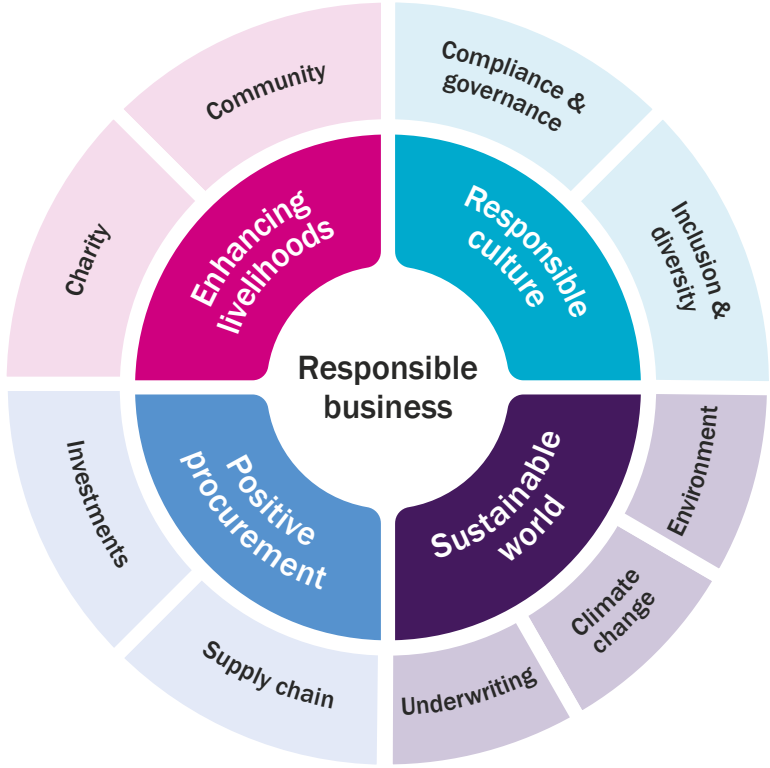 Responsible
business
Enhancing
livelihoods
Community
Charity
Responsible
culture
Compliance &
governance
Inclusion &
diversity
Sustainable
world
Environment
Climate
change
Underwriting
Positive
procurement
Supply chain
Investments